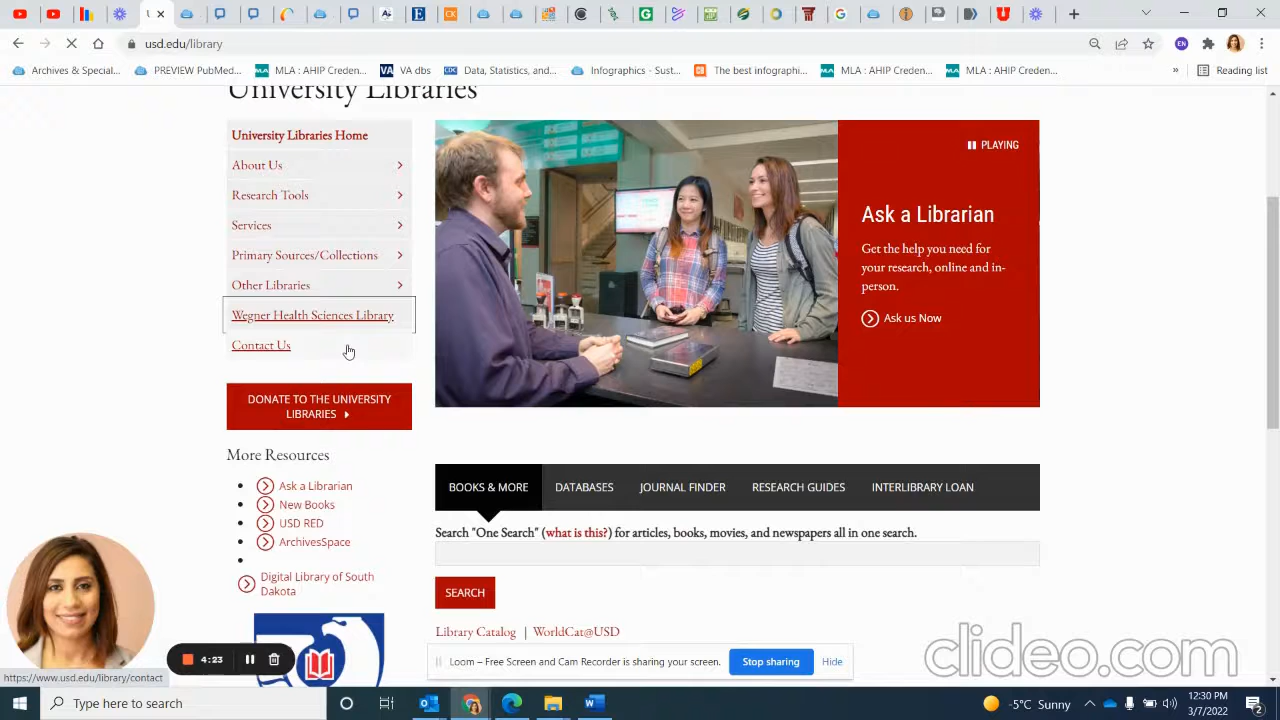 usd.edu/library
EN
Archives & Special...
PREVIEW PufMed...
MLA : AHIP Creden...
VA dbs
Data, Statistics, an...
Infographics - Sust...
The best infographi...
MLA : AHIP Creden...
MLA : AHIP Creden...
»
Reading list
University Libraries
University Libraries Home
About Us
Research Tools
Services
Primary Sources/Collections
Other Libraries
Wegner Health Sciences Library
Contact Us
DONATE TO THE UNIVERSITY
LIBRARIES
More Resources
Ask a Librarian
New Books
USD RED
ArchivesSpace
Digital Library of South
Dakota
PLAYING
Ask a Librarian
Get the help you need for
your research, online and in-
person.
Ask us Now
BOOKS & MORE
DATABASES
JOURNAL FINDER
RESEARCH GUIDES
INTERLIBRARY LOAN
Search "One Search" (what is this?) for articles, books, movies, and newspapers all in one search.
SEARCH
Library Catalog | WorldCat@USD
4:23
Loom – Free Screen and Cam Recorder is sharing your screen.
Stop sharing
Hide
clideo.com
https://www.usd.edu/library/contact
Type here to search
-5°C Sunny
12:30 PM
3/7/2022
2